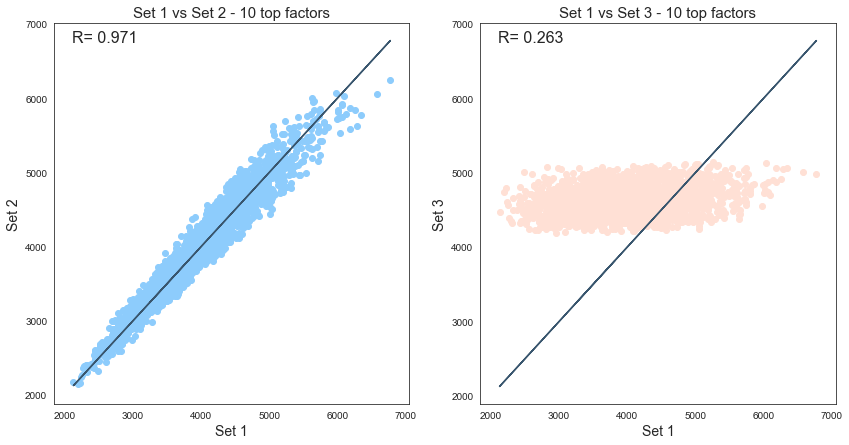 Set 1 vs Set 2 - 10 top factors
R= 0.971
7000
6000
5000
4000
3000
2000
Set 2
2000 3000 4000 5000 6000 7000
Set 1
Set 1 vs Set 3 - 10 top factors
R= 0.263
7000
6000
5000
4000
3000
2000
Set 3
2000 3000 4000 5000 6000 7000
Set 1